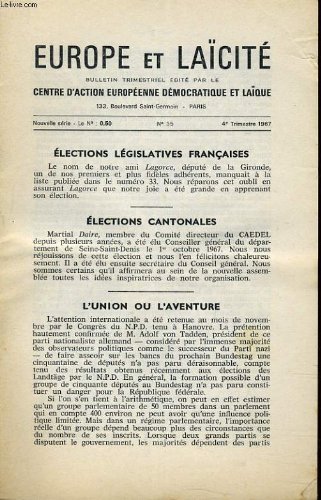 www.le-livre.com
EUROPE ET LAÏCITÉ
BULLETIN TRIMESTRIEL EDITÉ PAR LE
CENTRE D'ACTION EUROPÉENNE DÉMOCRATIQUE ET LAÏQUE
132, Boulevard Saint-Germain - PARIS
Nouvelle série - Le N° : 0,50 N° 35 4e Trimestre 1967
ÉLECTIONS LÉGISLATIVES FRANÇAISES
Le nom de notre ami Lagorce, député de la Gironde,
un de nos premiers et plus fidèles adhérents, manquait à la
liste publiée dans le numéro 33. Nous réparons cet oubli en
assurant Lagorce que notre joie a été grande en apprenant
son élection.
ÉLECTIONS CANTONALES
Martial Daire, membre du Comité directeur du CAEDEL
depuis plusieurs années, a été élu Conseiller général du dépar-
tement de Seine-Saint-Denis le 1er octobre 1967. Nous nous
réjouissons de cette élection et nous l'en félicitons chaleureu-
sement. Il a été élu ensuite secrétaire du Conseil général. Nous
sommes certains qu'il affirmera au sein de la nouvelle assem-
blée toutes les idées inspiratrices de notre organisation.
L'UNION OU L'AVENTURE
L'attention internationale a été retenue au mois de novem-
bre par le Congrès du N.P.D. tenu à Hanovre. La prétention
hautement confirmée de M. Adolf von Tadden, président de ce
parti nationaliste allemand — considéré par l'immense majorité
des observateurs politiques comme le successeur du Parti nazi
— de faire asseoir sur les bancs du prochain Bundestag une
cinquantaine de députés n'a pas paru déraisonnable, compte
tenu des résultats obtenus récemment aux élections des
Landtäge par le N.P.D. En général, la formation possible d'un
groupe de cinquante députés au Bundestag n'a pas paru consti-
tuer un danger pour la République fédérale.
Si l'on s'en tient à l'arithmétique, on peut en effet estimer
qu'un groupe parlementaire de 50 membres dans un parlement
qui en compte 400 environ ne peut avoir qu'une influence poli-
tique limitée. Mais dans un régime parlementaire, l'importance
réelle d'un groupe dépend beaucoup plus des circonstances que
du nombre de ses inscrits. Lorsque deux grands partis se
disputent le gouvernement, les majorités dépendent des partis